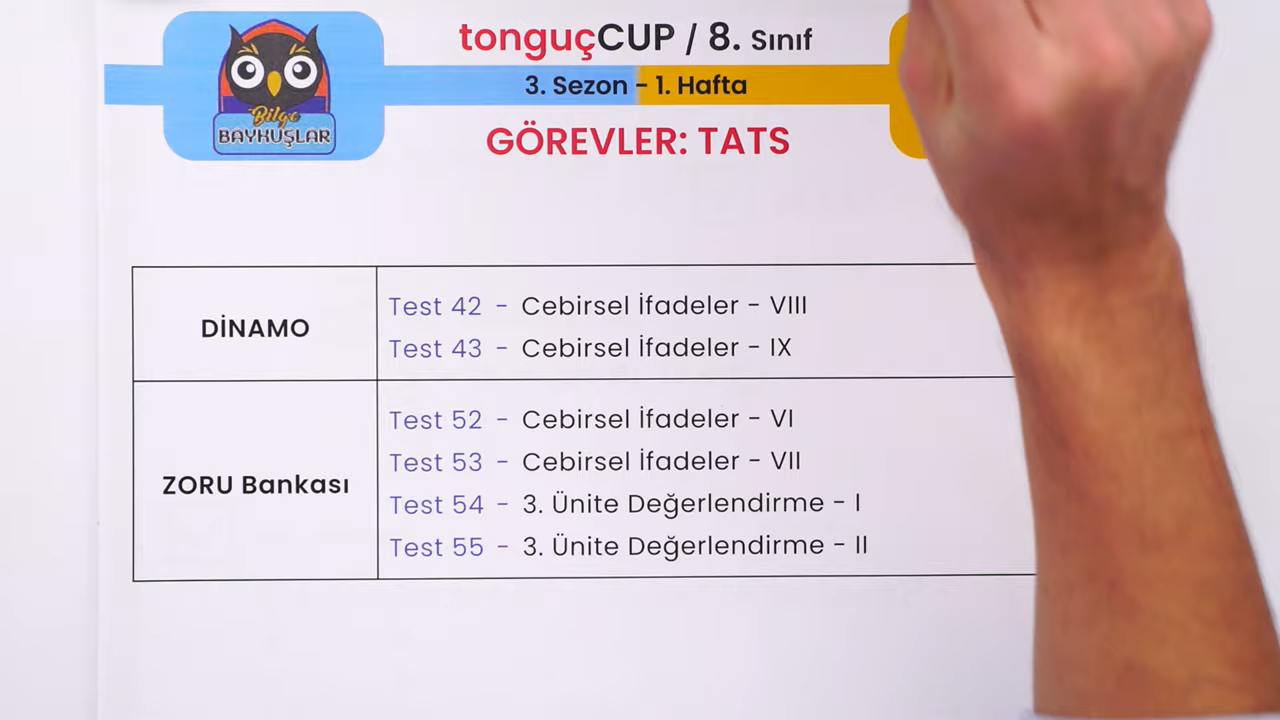 Bilge
BAYKUŞLAR
tonguçCUP / 8. Sınıf
3. Sezon - 1. Hafta
GÖREVLER: TATS
DİNAMO
Test 42 - Cebirsel İfadeler - VIII
Test 43 - Cebirsel İfadeler - IX
ZORU Bankası
Test 52 - Cebirsel İfadeler - VI
Test 53 - Cebirsel İfadeler - VII
Test 54 - 3. Ünite Değerlendirme - I
Test 55 - 3. Ünite Değerlendirme - II